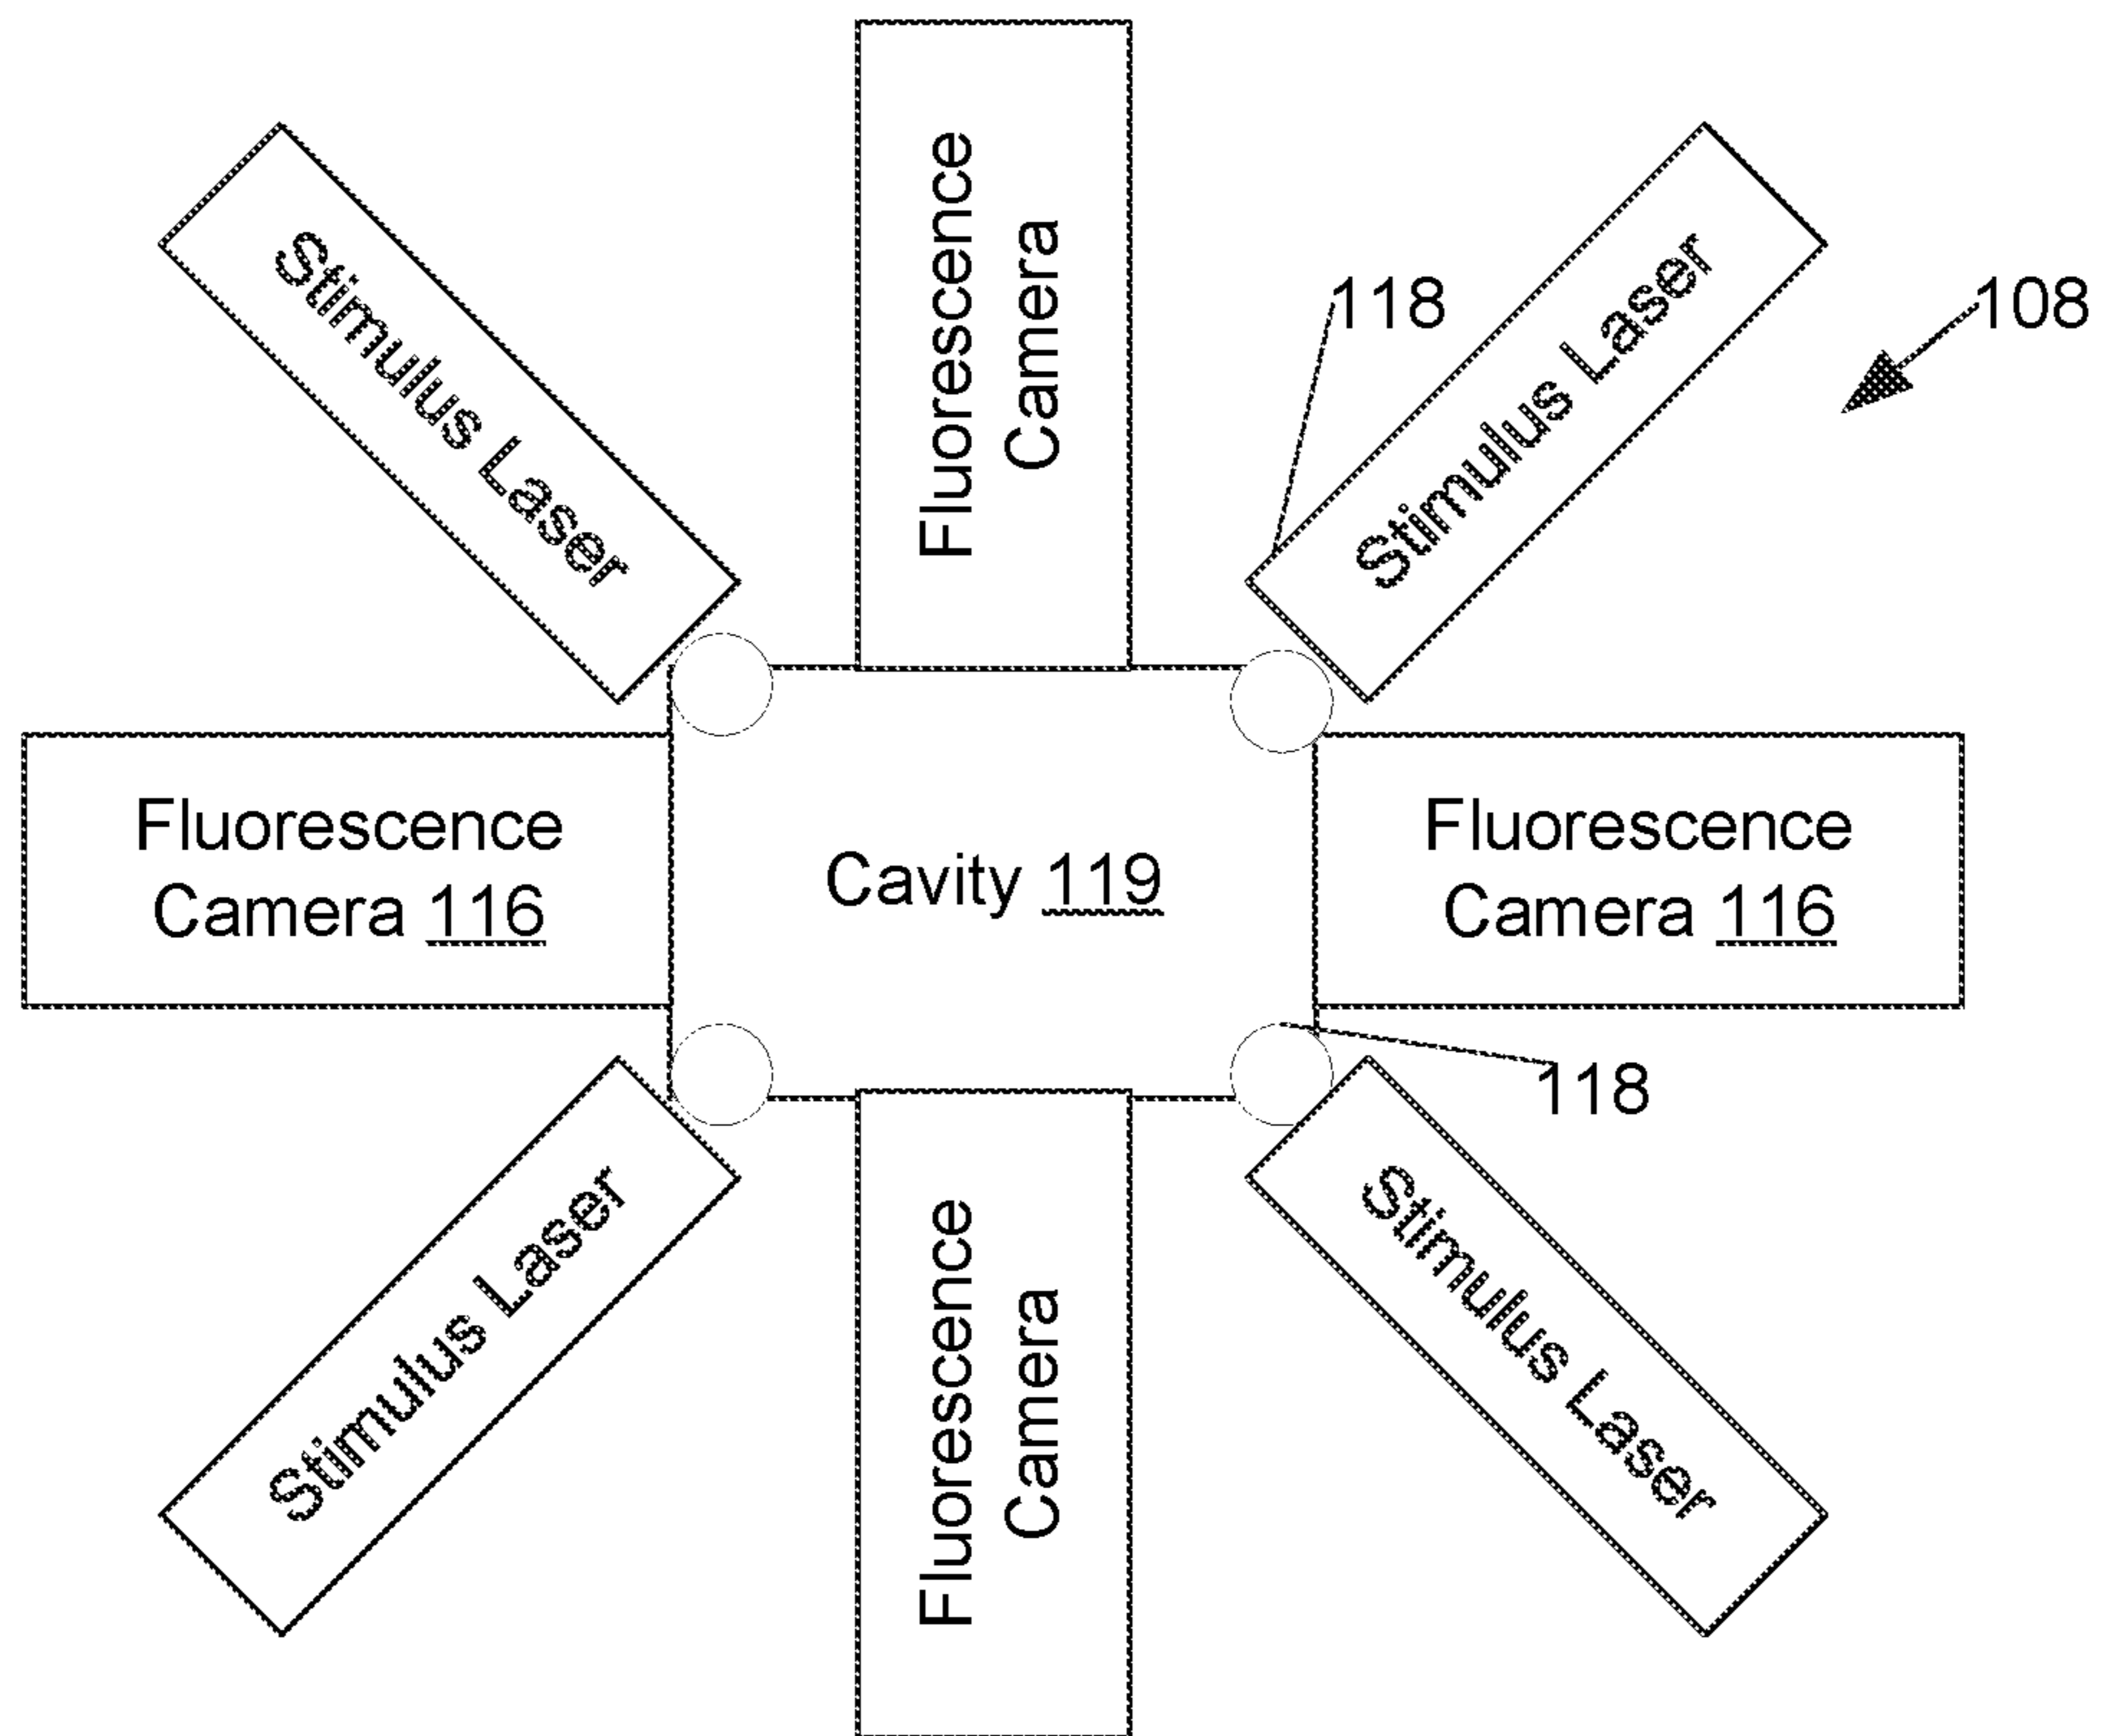 Fluorescence
Camera
Stimulus Laser
Stimulus Laser
118
108
Fluorescence
Camera 116
Cavity 119
Fluorescence
Camera 116
118
Stimulus Laser
Fluorescence
Camera
Stimulus Laser